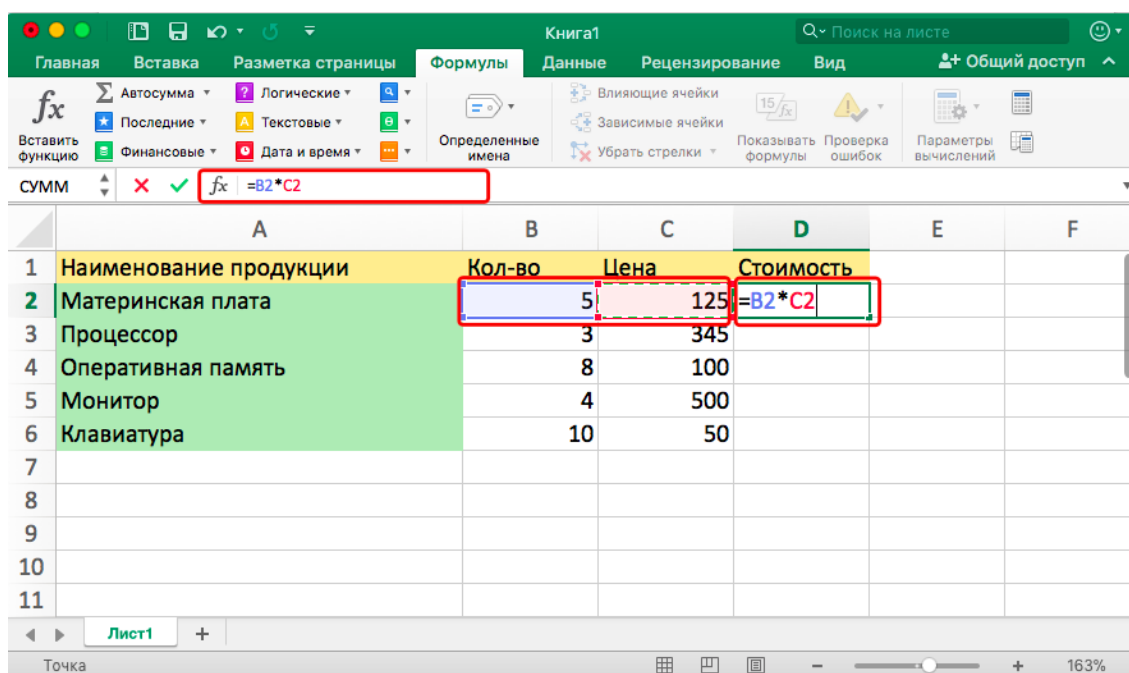 Книга1
Поиск на листе
Главная Вставка Разметка страницы Формулы Данные Рецензирование Вид Общий доступ
fx Автосумма ? Логические Влияющие ячейки 15 fx
Последние A Текстовые θ Зависимые ячейки
Вставить функцию Финансовые Дата и время Определенные имена Убрать стрелки Показывать формулы Проверка ошибок Параметры вычислений
СУММ fx =B2*C2
A B C D E F
1 Наименование продукции Кол-во Цена Стоимость
2 Материнская плата 5 125 =B2*C2
3 Процессор 3 345
4 Оперативная память 8 100
5 Монитор 4 500
6 Клавиатура 10 50
7
8
9
10
11
Лист1 +
Точка 163%